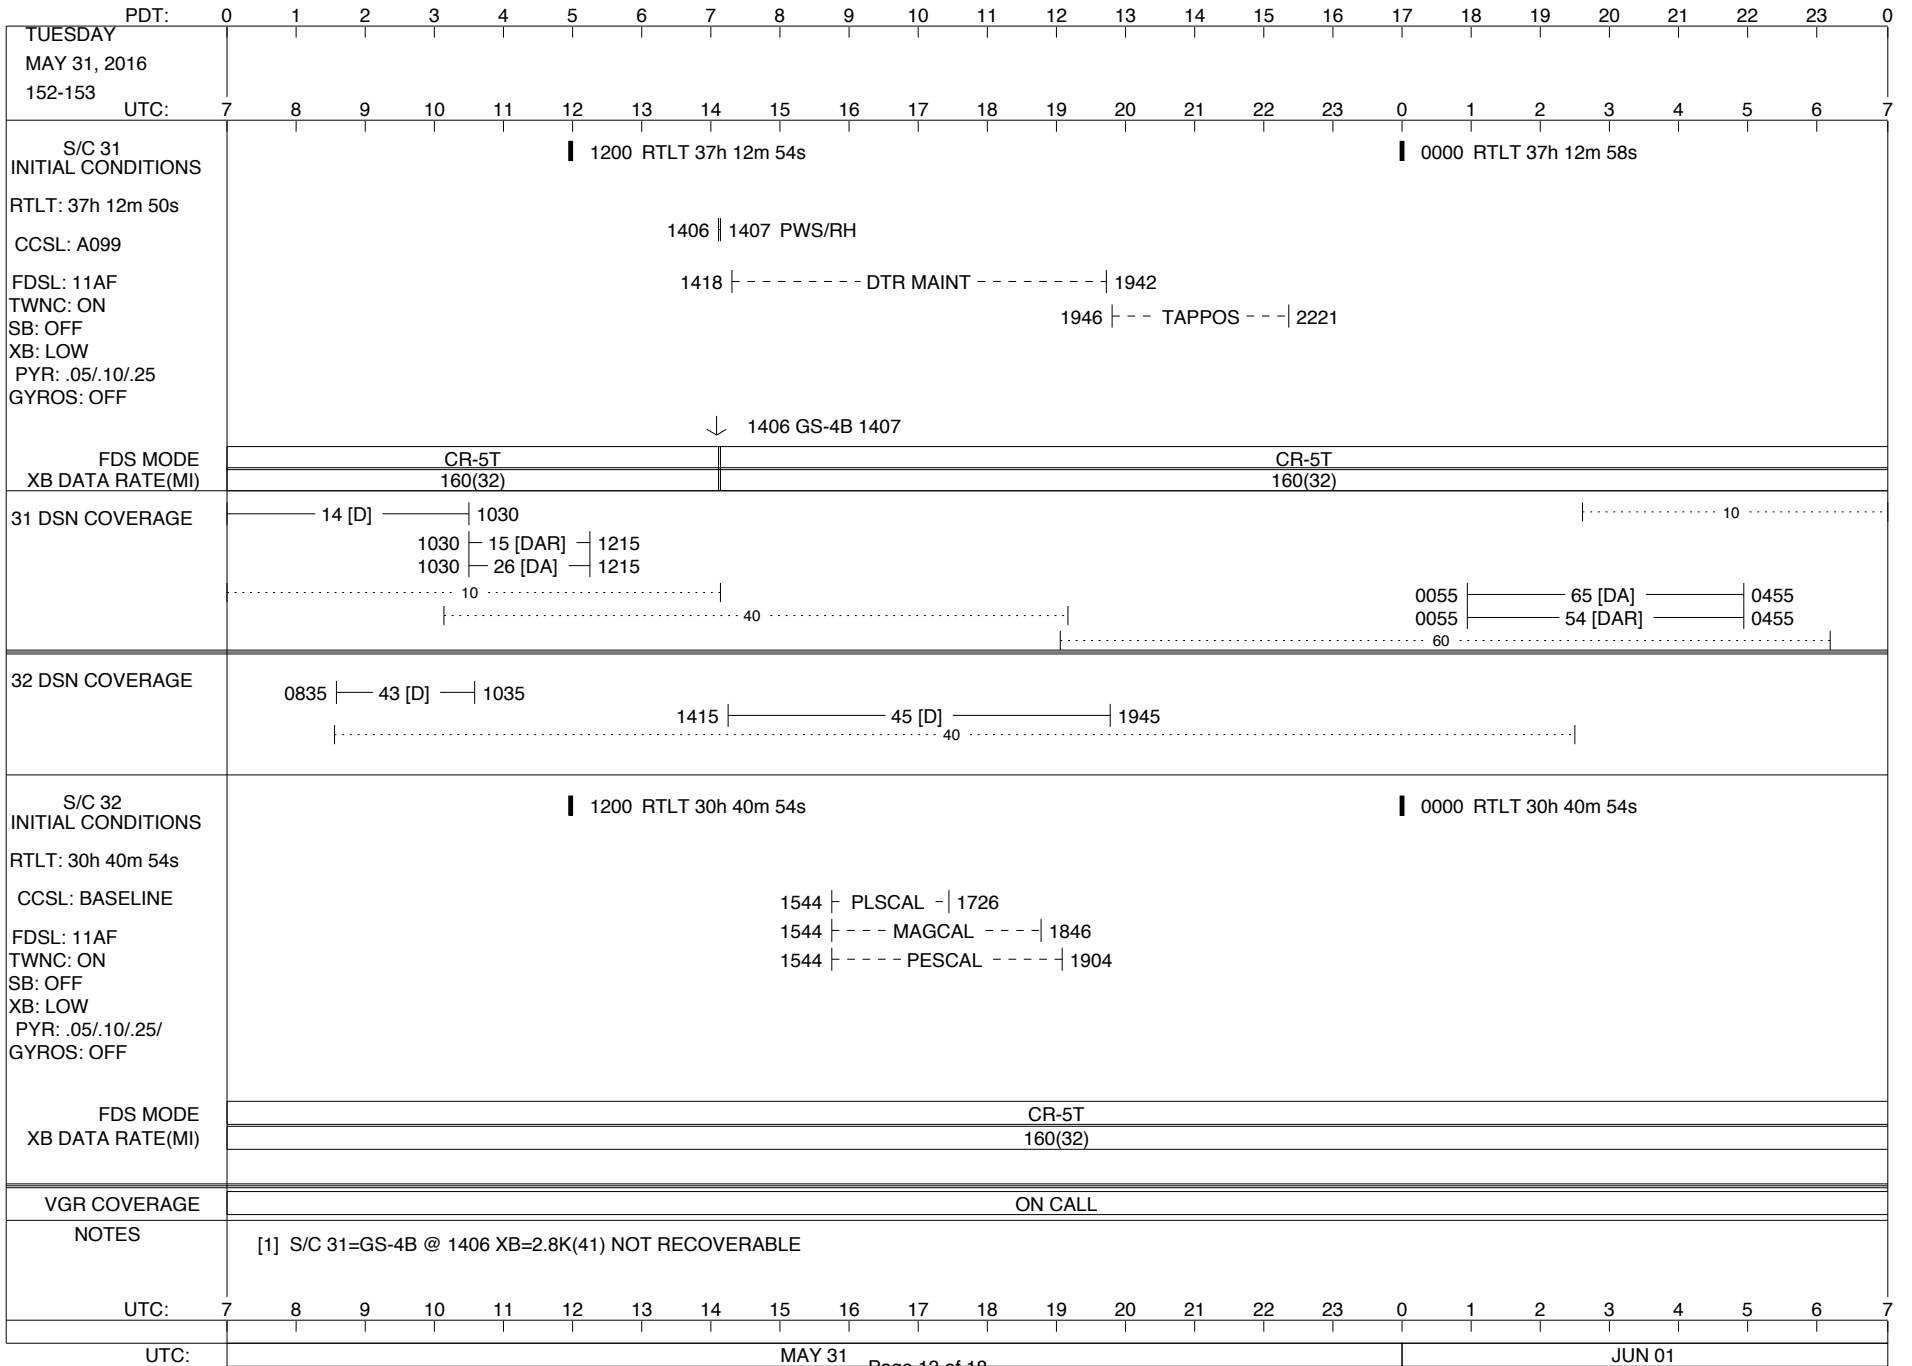 PDT: 0 1 2 3 4 5 6 7 8 9 10 11 12 13 14 15 16 17 18 19 20 21 22 23 0
TUESDAY
MAY 31, 2016
152-153
UTC: 7 8 9 10 11 12 13 14 15 16 17 18 19 20 21 22 23 0 1 2 3 4 5 6 7
S/C 31
INITIAL CONDITIONS
1200 RTLT 37h 12m 54s
0000 RTLT 37h 12m 58s
RTLT: 37h 12m 50s
1406 1407 PWS/RH
CCSL: A099
FDSL: 11AF
1418 DTR MAINT 1942
TWNC: ON
1946 TAPPOS 2221
SB: OFF
XB: LOW
PYR: .05/.10/.25
GYROS: OFF
1406 GS-4B 1407
FDS MODE CR-5T CR-5T
XB DATA RATE(MI) 160(32) 160(32)
31 DSN COVERAGE 14 [D] 1030 10
1030 15 [DAR] 1215
1030 26 [DA] 1215
10 0055 65 [DA] 0455
40 0055 54 [DAR] 0455
60
32 DSN COVERAGE
0835 43 [D] 1035
1415 45 [D] 1945
40
S/C 32
INITIAL CONDITIONS
1200 RTLT 30h 40m 54s
0000 RTLT 30h 40m 54s
RTLT: 30h 40m 54s
CCSL: BASELINE
1544 PLSCAL 1726
FDSL: 11AF
1544 MAGCAL 1846
TWNC: ON
1544 PESCAL 1904
SB: OFF
XB: LOW
PYR: .05/.10/.25/
GYROS: OFF
FDS MODE CR-5T
XB DATA RATE(MI) 160(32)
VGR COVERAGE ON CALL
NOTES
[1] S/C 31=GS-4B @ 1406 XB=2.8K(41) NOT RECOVERABLE
UTC: 7 8 9 10 11 12 13 14 15 16 17 18 19 20 21 22 23 0 1 2 3 4 5 6 7
UTC: MAY 31 JUN 01